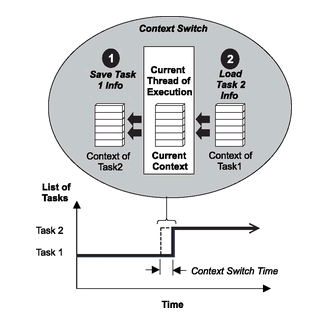 Context Switch
1
2
Save Task
1 Info
Current
Thread of
Execution
Load
Task 2
Info
Context of
Task2
Current
Context
Context of
Task1
List of
Tasks
Task 2
Task 1
Context Switch Time
Time